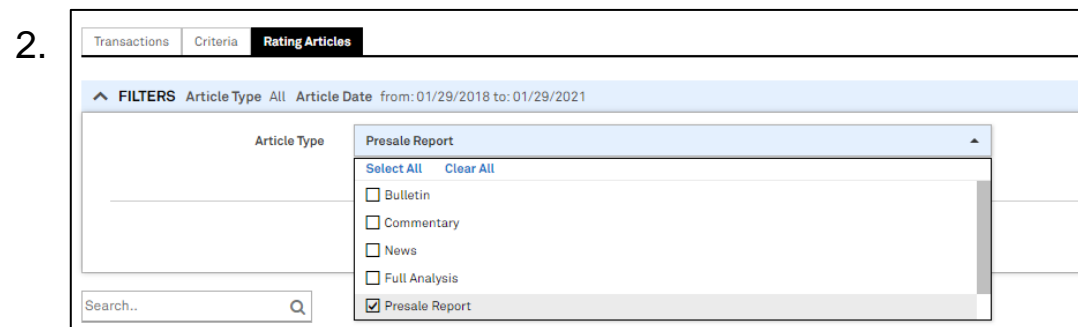 2.
Transactions Criteria Rating Articles
FILTERS Article Type All Article Date from: 01/29/2018 to: 01/29/2021
Article Type Presale Report
Select All Clear All
Bulletin
Commentary
News
Full Analysis
Search.. Presale Report